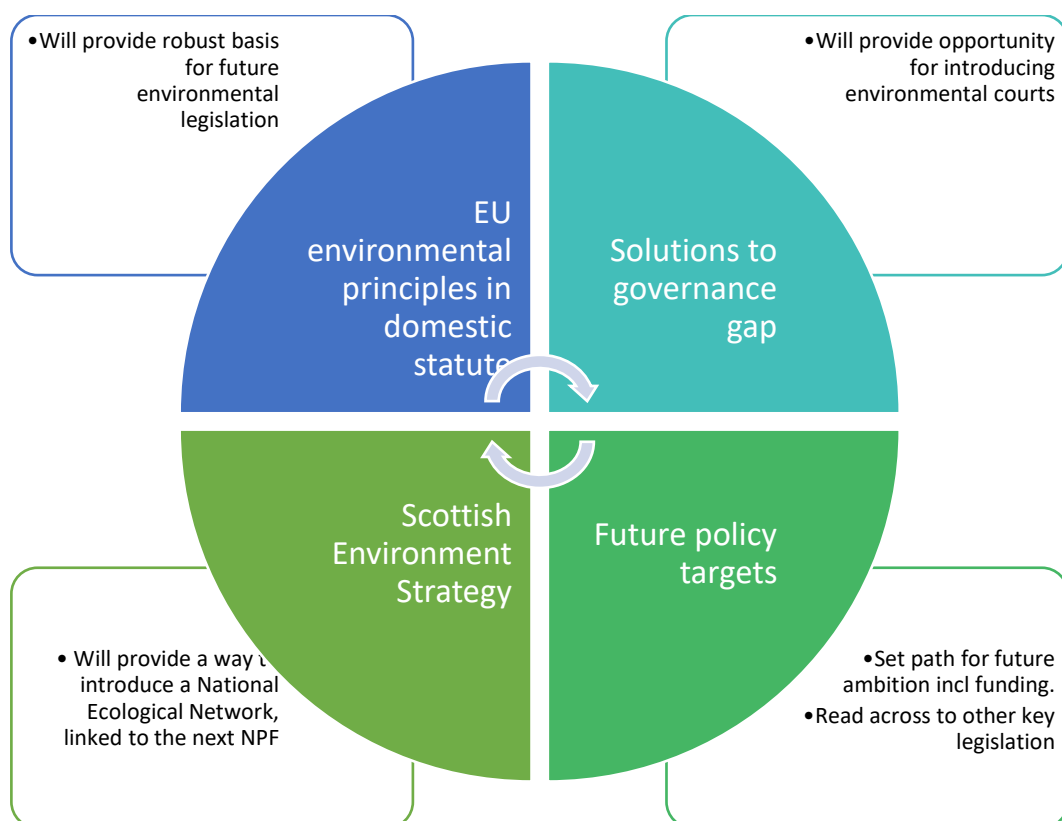 •Will provide robust basis
for future
environmental
legislation
•Will provide opportunity
for introducing
environmental courts
EU
environmental
principles in
domestic
statute
Solutions to
governance
gap
Scottish
Environment
Strategy
Future policy
targets
• Will provide a way
introduce a National
Ecological Network,
linked to the next NPF
•Set path for future
ambition incl funding.
•Read across to other key
legislation